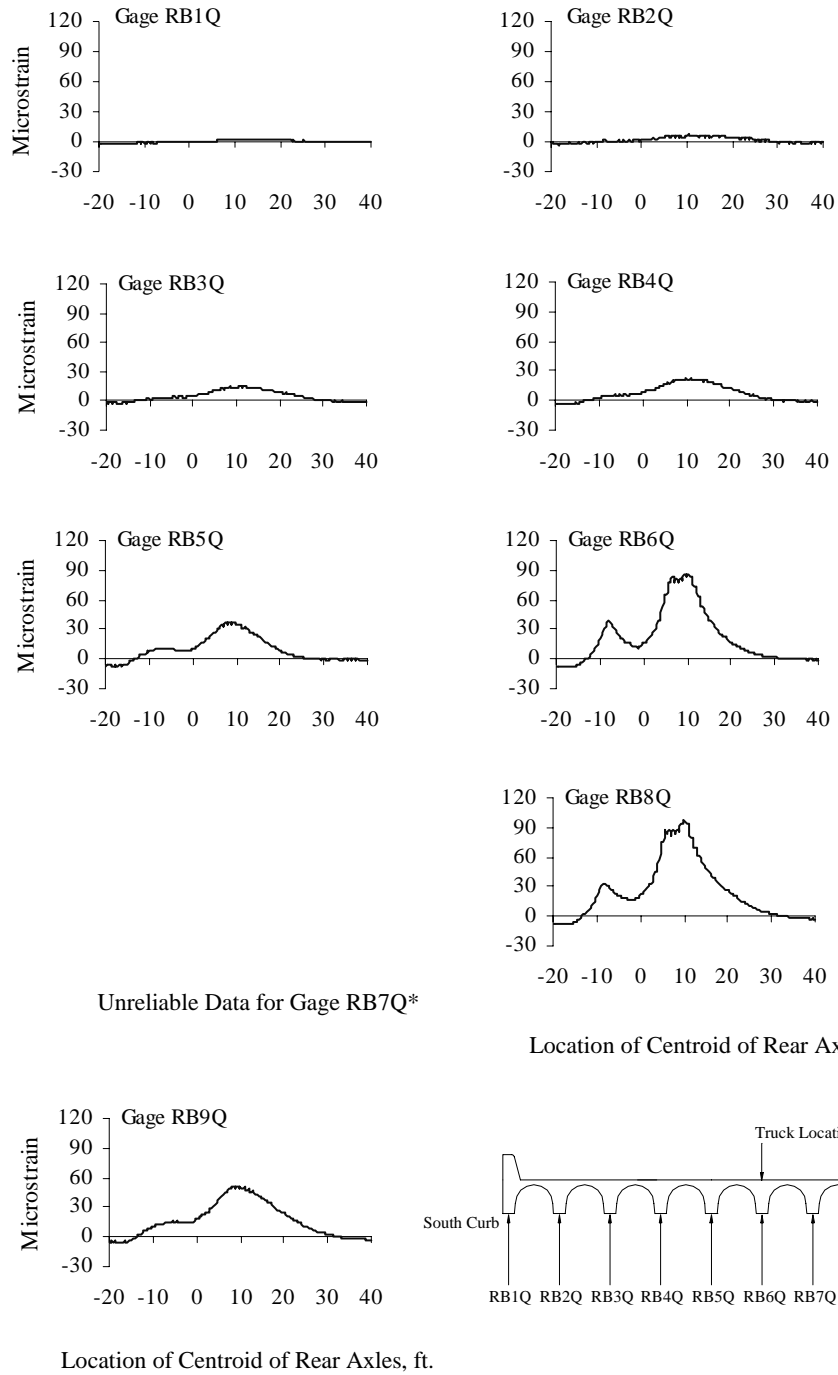 Gage RB1Q
120
90
60
30
0
-30
-20 -10 0 10 20 30 40
Microstrain
Gage RB2Q
120
90
60
30
0
-30
-20 -10 0 10 20 30 40
Gage RB3Q
120
90
60
30
0
-30
-20 -10 0 10 20 30 40
Microstrain
Gage RB4Q
120
90
60
30
0
-30
-20 -10 0 10 20 30 40
Gage RB5Q
120
90
60
30
0
-30
-20 -10 0 10 20 30 40
Microstrain
Gage RB6Q
120
90
60
30
0
-30
-20 -10 0 10 20 30 40
Unreliable Data for Gage RB7Q*
Gage RB8Q
120
90
60
30
0
-30
-20 -10 0 10 20 30 40
Location of Centroid of Rear Ax
Gage RB9Q
120
90
60
30
0
-30
-20 -10 0 10 20 30 40
Microstrain
Location of Centroid of Rear Axles, ft.
Truck Locati
South Curb
RB1Q RB2Q RB3Q RB4Q RB5Q RB6Q RB7Q